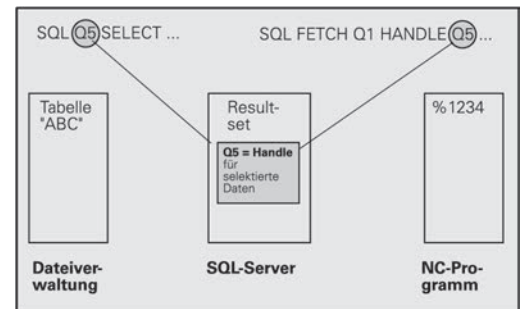 SQL Q5 SELECT ... SQL FETCH Q1 HANDLE Q5 ...
Tabelle
"ABC"
Result-
set
Q5 = Handle
für
selektierte
Daten
%1234
Dateiver-
waltung
SQL-Server
NC-Pro-
gramm